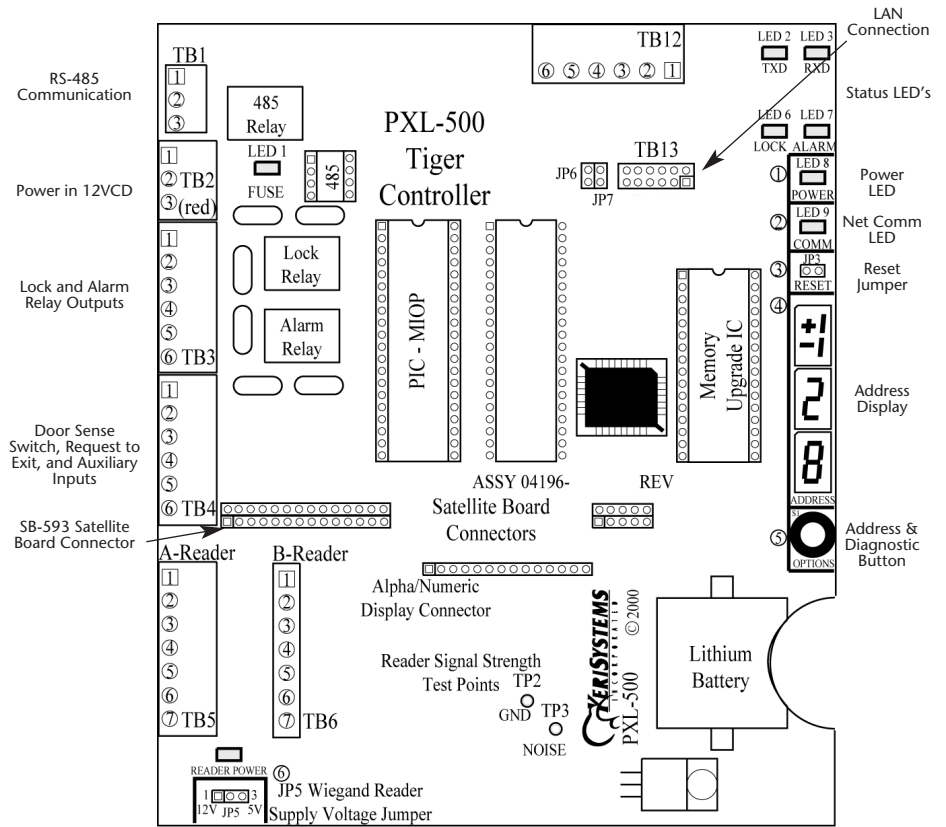 LAN
Connection
RS-485
Communication
TB1
1
2
3
485
Relay
LED 1
FUSE
485
PXL-500
Tiger
Controller
TB12
6 5 4 3 2 1
LED 2 LED 3
TXD RXD
Status LED's
LED 6 LED 7
LOCK ALARM
TB13
JP6
JP7
Power in 12VCD
1
2 TB2
3 (red)
1 LED 8
POWER
Power
LED
2 LED 9
COMM
Net Comm
LED
3 JP3
RESET
Reset
Jumper
4
Lock and Alarm
Relay Outputs
1
2
3
4
5
6 TB3
Lock
Relay
Alarm
Relay
PIC - MIOP
Memory
Upgrade IC
±1
2
8
ADDRESS
Address
Display
Door Sense
Switch, Request to
Exit, and Auxiliary
Inputs
1
2
3
4
5
6 TB4
ASSY 04196- REV
Satellite Board
Connectors
SB-593 Satellite
Board Connector
5 S1
OPTIONS
Address &
Diagnostic
Button
A-Reader
1
2
3
4
5
6
7 TB5
B-Reader
1
2
3
4
5
6
7 TB6
Alpha/Numeric
Display Connector
Reader Signal Strength
Test Points
TP2
GND
TP3
NOISE
KERISYSTEMS
INCORPORATED
© 2000
PXL-500
Lithium
Battery
READER POWER
6
1 3
12V JP5 5V
JP5 Wiegand Reader
Supply Voltage Jumper